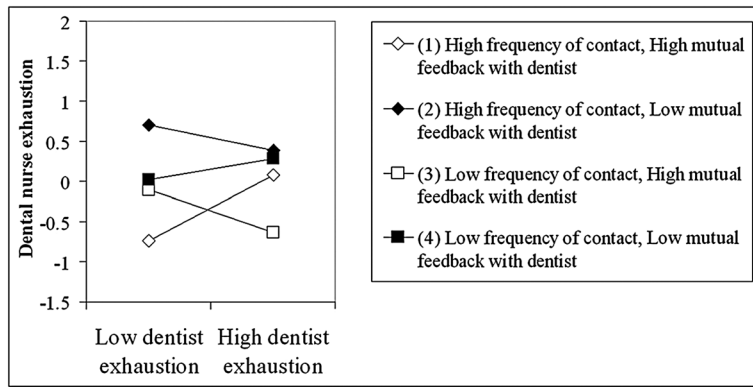 2
1.5
1
0.5
0
-0.5
-1
-1.5
Dental nurse exhaustion
Low dentist
exhaustion
High dentist
exhaustion
(1) High frequency of contact, High mutual
feedback with dentist
(2) High frequency of contact, Low mutual
feedback with dentist
(3) Low frequency of contact, High mutual
feedback with dentist
(4) Low frequency of contact, Low mutual
feedback with dentist